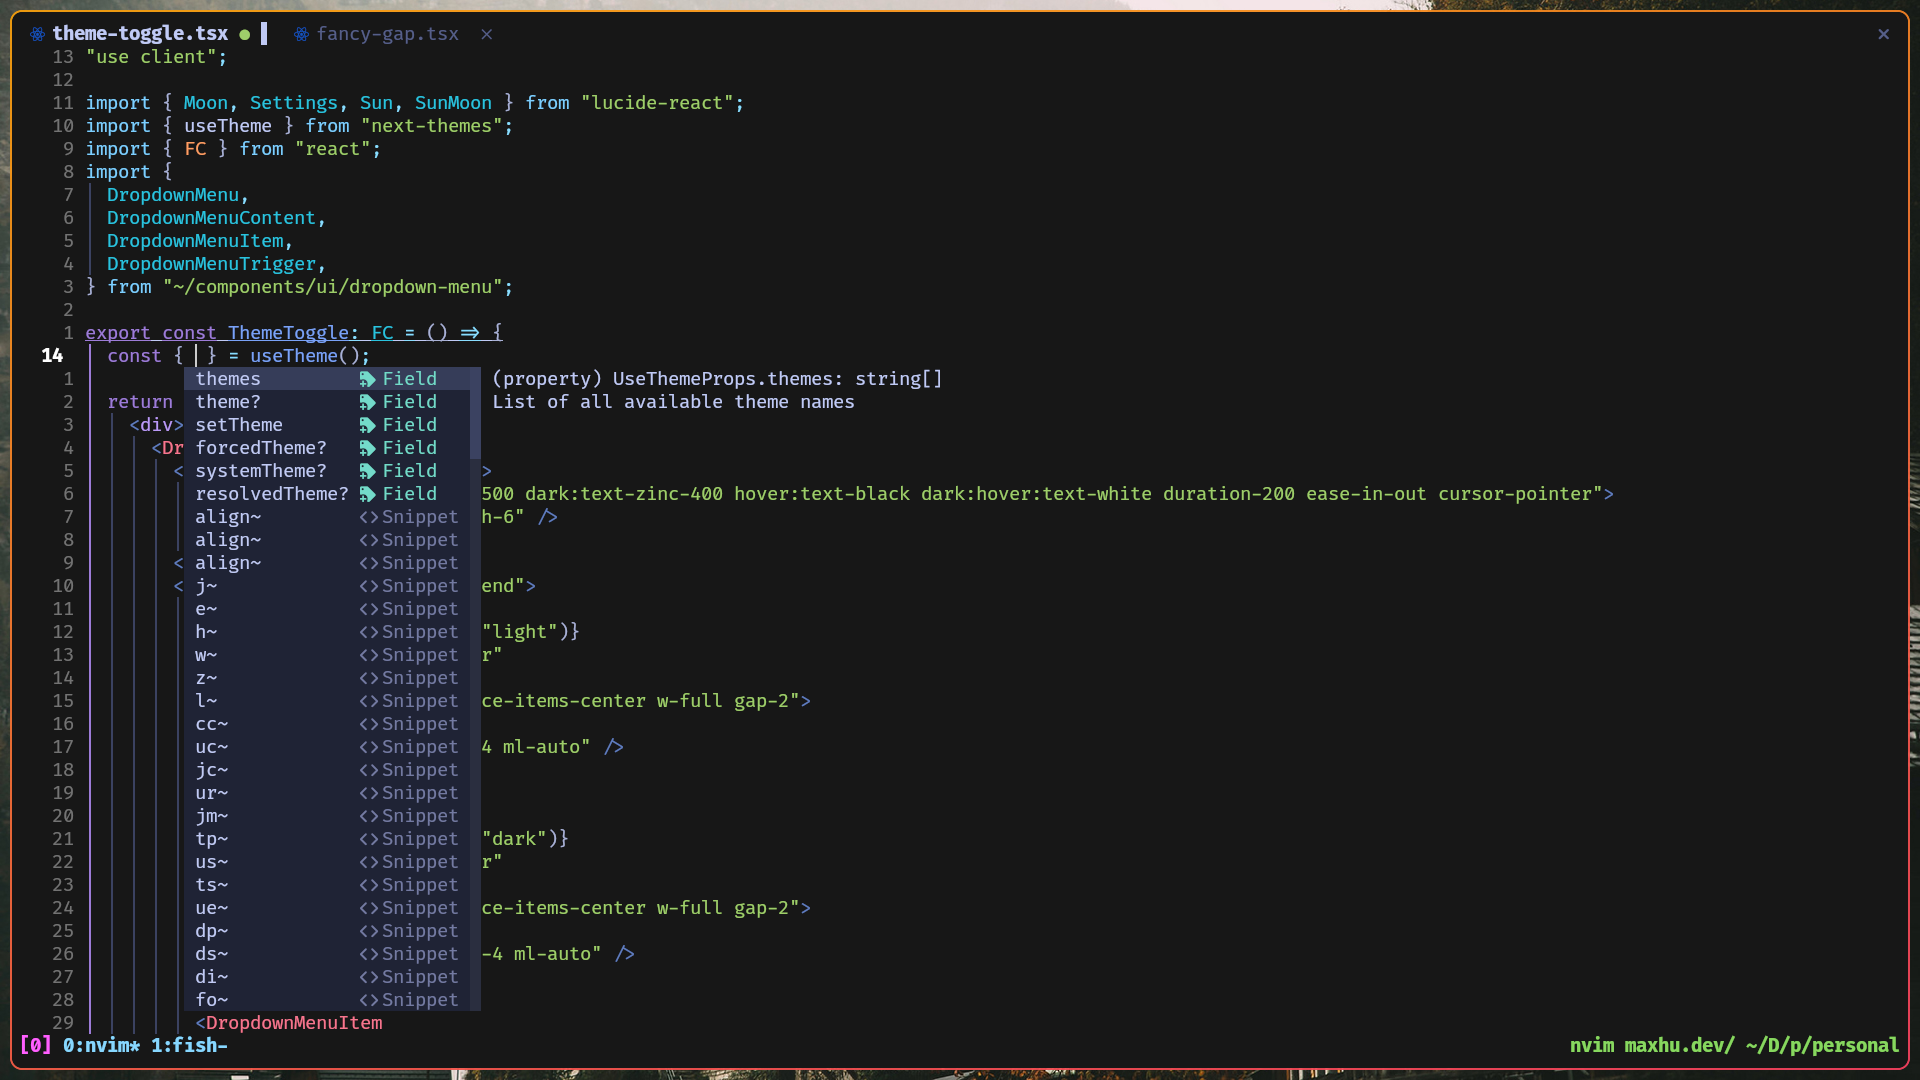 theme-toggle.tsx ● fancy-gap.tsx × ×
13 "use client";
12
11 import { Moon, Settings, Sun, SunMoon } from "lucide-react";
10 import { useTheme } from "next-themes";
9 import { FC } from "react";
8 import {
7 DropdownMenu,
6 DropdownMenuContent,
5 DropdownMenuItem,
4 DropdownMenuTrigger,
3 } from "~/components/ui/dropdown-menu";
2
1 export const ThemeToggle: FC = () => {
14 const { } = useTheme();
1 themes Field (property) UseThemeProps.themes: string[]
2 return theme? Field List of all available theme names
3 <div> setTheme Field
4 <Dr forcedTheme? Field
5 < systemTheme? Field >
6 resolvedTheme? Field 500 dark:text-zinc-400 hover:text-black dark:hover:text-white duration-200 ease-in-out cursor-pointer">
7 align~ <>Snippet h-6" />
8 align~ <>Snippet
9 < align~ <>Snippet
10 < j~ <>Snippet end">
11 e~ <>Snippet
12 h~ <>Snippet "light")}
13 w~ <>Snippet r"
14 z~ <>Snippet
15 l~ <>Snippet ce-items-center w-full gap-2">
16 cc~ <>Snippet
17 uc~ <>Snippet 4 ml-auto" />
18 jc~ <>Snippet
19 ur~ <>Snippet
20 jm~ <>Snippet
21 tp~ <>Snippet "dark")}
22 us~ <>Snippet r"
23 ts~ <>Snippet
24 ue~ <>Snippet ce-items-center w-full gap-2">
25 dp~ <>Snippet
26 ds~ <>Snippet -4 ml-auto" />
27 di~ <>Snippet
28 fo~ <>Snippet
29 <DropdownMenuItem
[0] 0:nvim* 1:fish- nvim maxhu.dev/ ~/D/p/personal